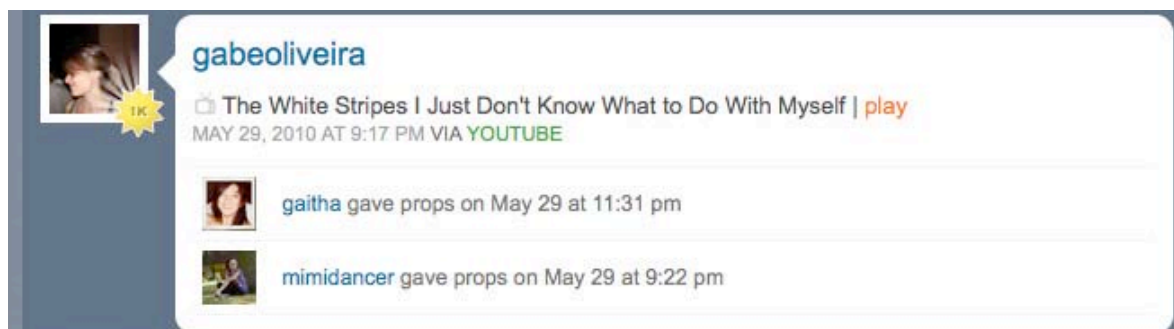 gabeoliveira
1K
The White Stripes I Just Don't Know What to Do With Myself | play
MAY 29, 2010 AT 9:17 PM VIA YOUTUBE
gaitha gave props on May 29 at 11:31 pm
mimidancer gave props on May 29 at 9:22 pm